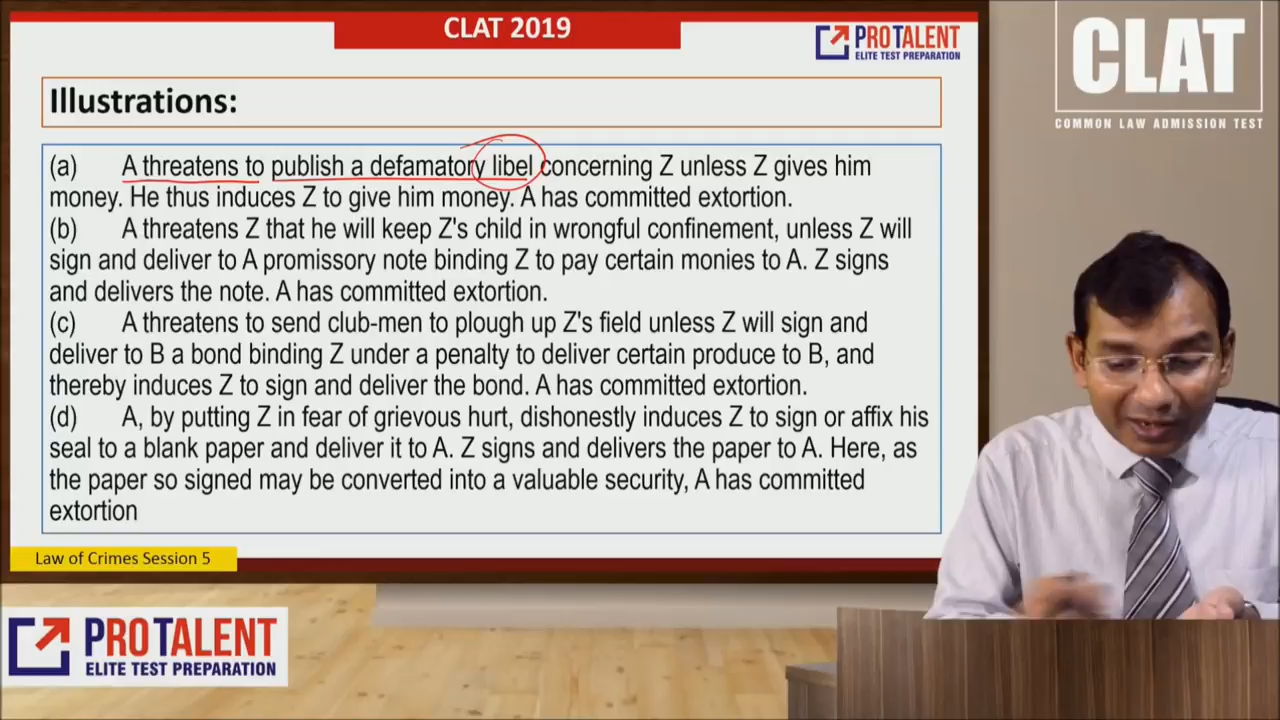 CLAT 2019
PROTALENT
ELITE TEST PREPARATION
CLAT
COMMON LAW ADMISSION TEST
Illustrations:
(a) A threatens to publish a defamatory libel concerning Z unless Z gives him
money. He thus induces Z to give him money. A has committed extortion.
(b) A threatens Z that he will keep Z's child in wrongful confinement, unless Z will
sign and deliver to A promissory note binding Z to pay certain monies to A. Z signs
and delivers the note. A has committed extortion.
(c) A threatens to send club-men to plough up Z's field unless Z will sign and
deliver to B a bond binding Z under a penalty to deliver certain produce to B, and
thereby induces Z to sign and deliver the bond. A has committed extortion.
(d) A, by putting Z in fear of grievous hurt, dishonestly induces Z to sign or affix his
seal to a blank paper and deliver it to A. Z signs and delivers the paper to A. Here, as
the paper so signed may be converted into a valuable security, A has committed
extortion
Law of Crimes Session 5
PROTALENT
ELITE TEST PREPARATION